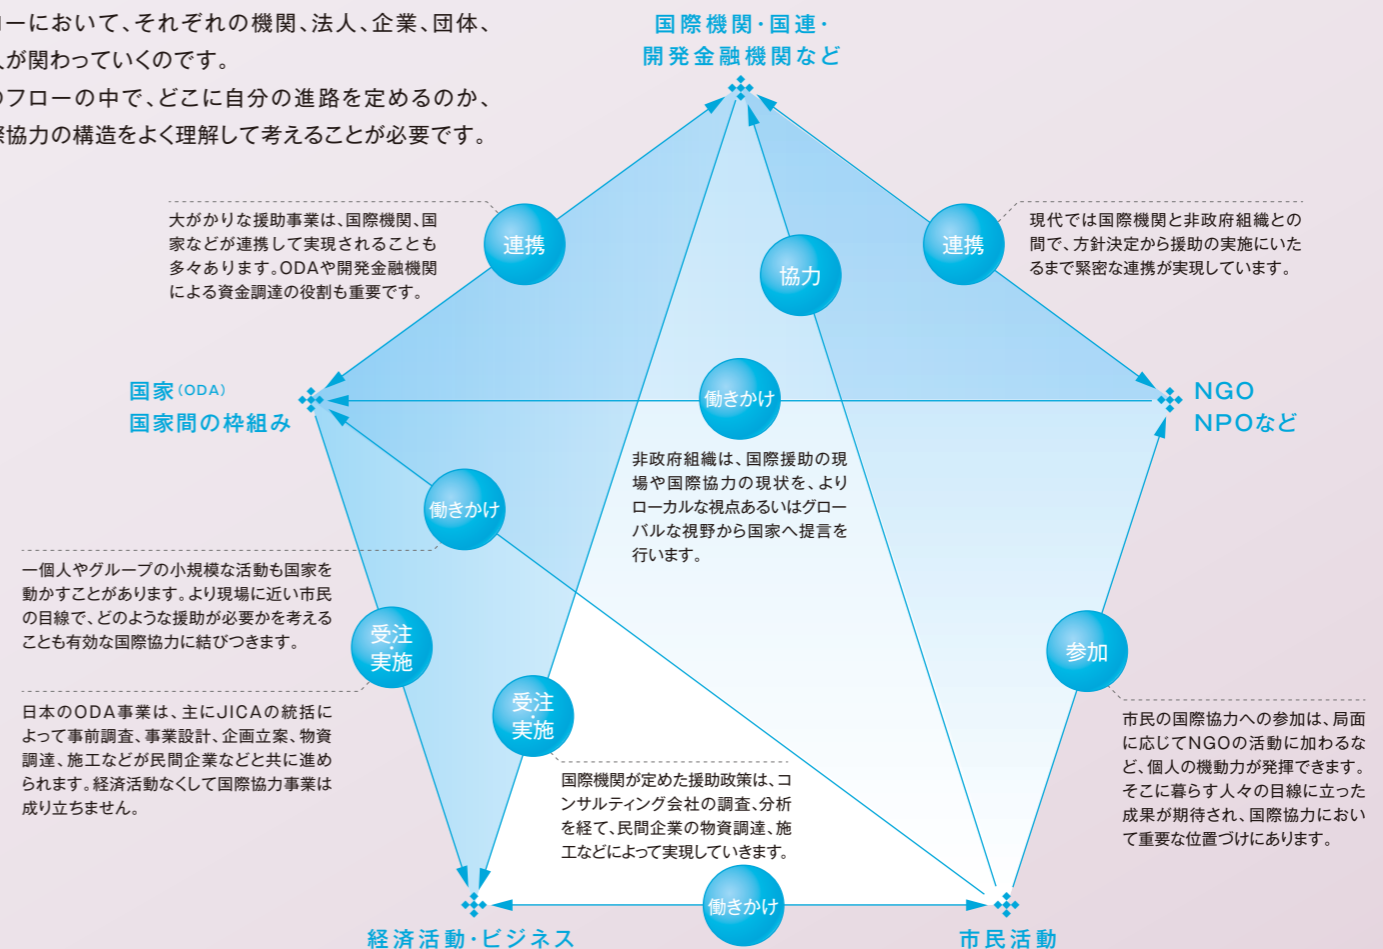 ローにおいて、それぞれの機関、法人、企業、団体、
が関わっていくのです。
のフローの中で、どこに自分の進路を定めるのか、
際協力の構造をよく理解して考えることが必要です。
国際機関・国連・
開発金融機関など
大がかりな援助事業は、国際機関、国
家などが連携して実現されることも
多々あります。ODAや開発金融機関
による資金調達の役割も重要です。
連携
協力
連携
現代では国際機関と非政府組織との
間で、方針決定から援助の実施にいた
るまで緊密な連携が実現しています。
国家(ODA)
国家間の枠組み
働きかけ
NGO
NPOなど
非政府組織は、国際援助の現
場や国際協力の現状を、より
ローカルな視点あるいはグロー
バルな視野から国家へ提言を
行います。
働きかけ
一個人やグループの小規模な活動も国家を
動かすことがあります。より現場に近い市民
の目線で、どのような援助が必要かを考える
ことも有効な国際協力に結びつきます。
受注・
実施
日本のODA事業は、主にJICAの統括に
よって事前調査、事業設計、企画立案、物資
調達、施工などが民間企業などと共に進め
られます。経済活動なくして国際協力事業は
成り立ちません。
受注・
実施
国際機関が定めた援助政策は、コ
ンサルティング会社の調査、分析
を経て、民間企業の物資調達、施
工などによって実現していきます。
参加
市民の国際協力への参加は、局面
に応じてNGOの活動に加わるな
ど、個人の機動力が発揮できます。
そこに暮らす人々の目線に立った
成果が期待され、国際協力におい
て重要な位置づけにあります。
働きかけ
経済活動・ビジネス
市民活動